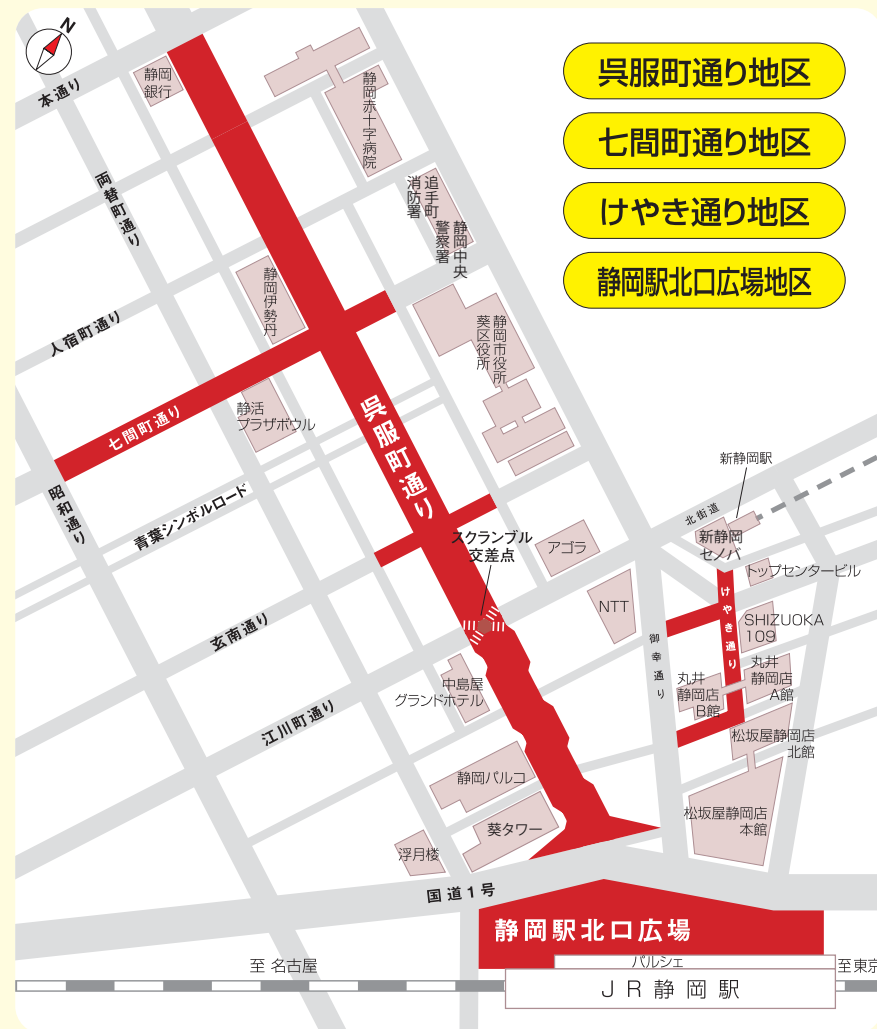 N
呉服町通り地区
七間町通り地区
けやき通り地区
静岡駅北口広場地区
本通り
静岡
銀行
静岡赤十字病院
両替町通り
追手町
消防署
静岡中央
警察署
静岡伊勢丹
人宿町通り
静岡市役所
葵区役所
七間町通り
静活
プラザボウル
呉服町通り
昭和通り
青葉シンボルロード
新静岡駅
北街道
新静岡
セノバ
スクランブル
交差点
アゴラ
トップセンタービル
NTT
けやき通り
SHIZUOKA
109
玄南通り
御幸通り
丸井
静岡店
A館
丸井
静岡店
B館
中島屋
グランドホテル
江川町通り
松坂屋静岡店
北館
静岡パルコ
松坂屋静岡店
本館
葵タワー
浮月楼
国道1号
静岡駅北口広場
至 名古屋
パルシェ
至東京
JR静岡駅